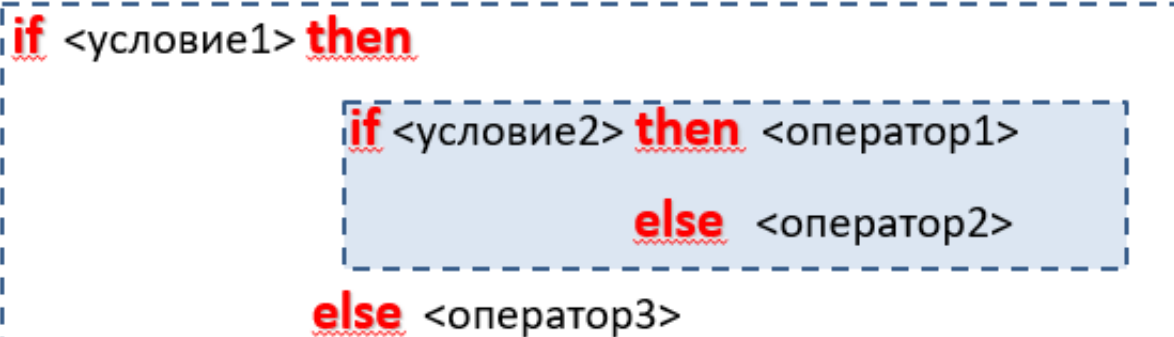 if <условие1> then
if <условие2> then <оператор1>
else <оператор2>
else <оператор3>